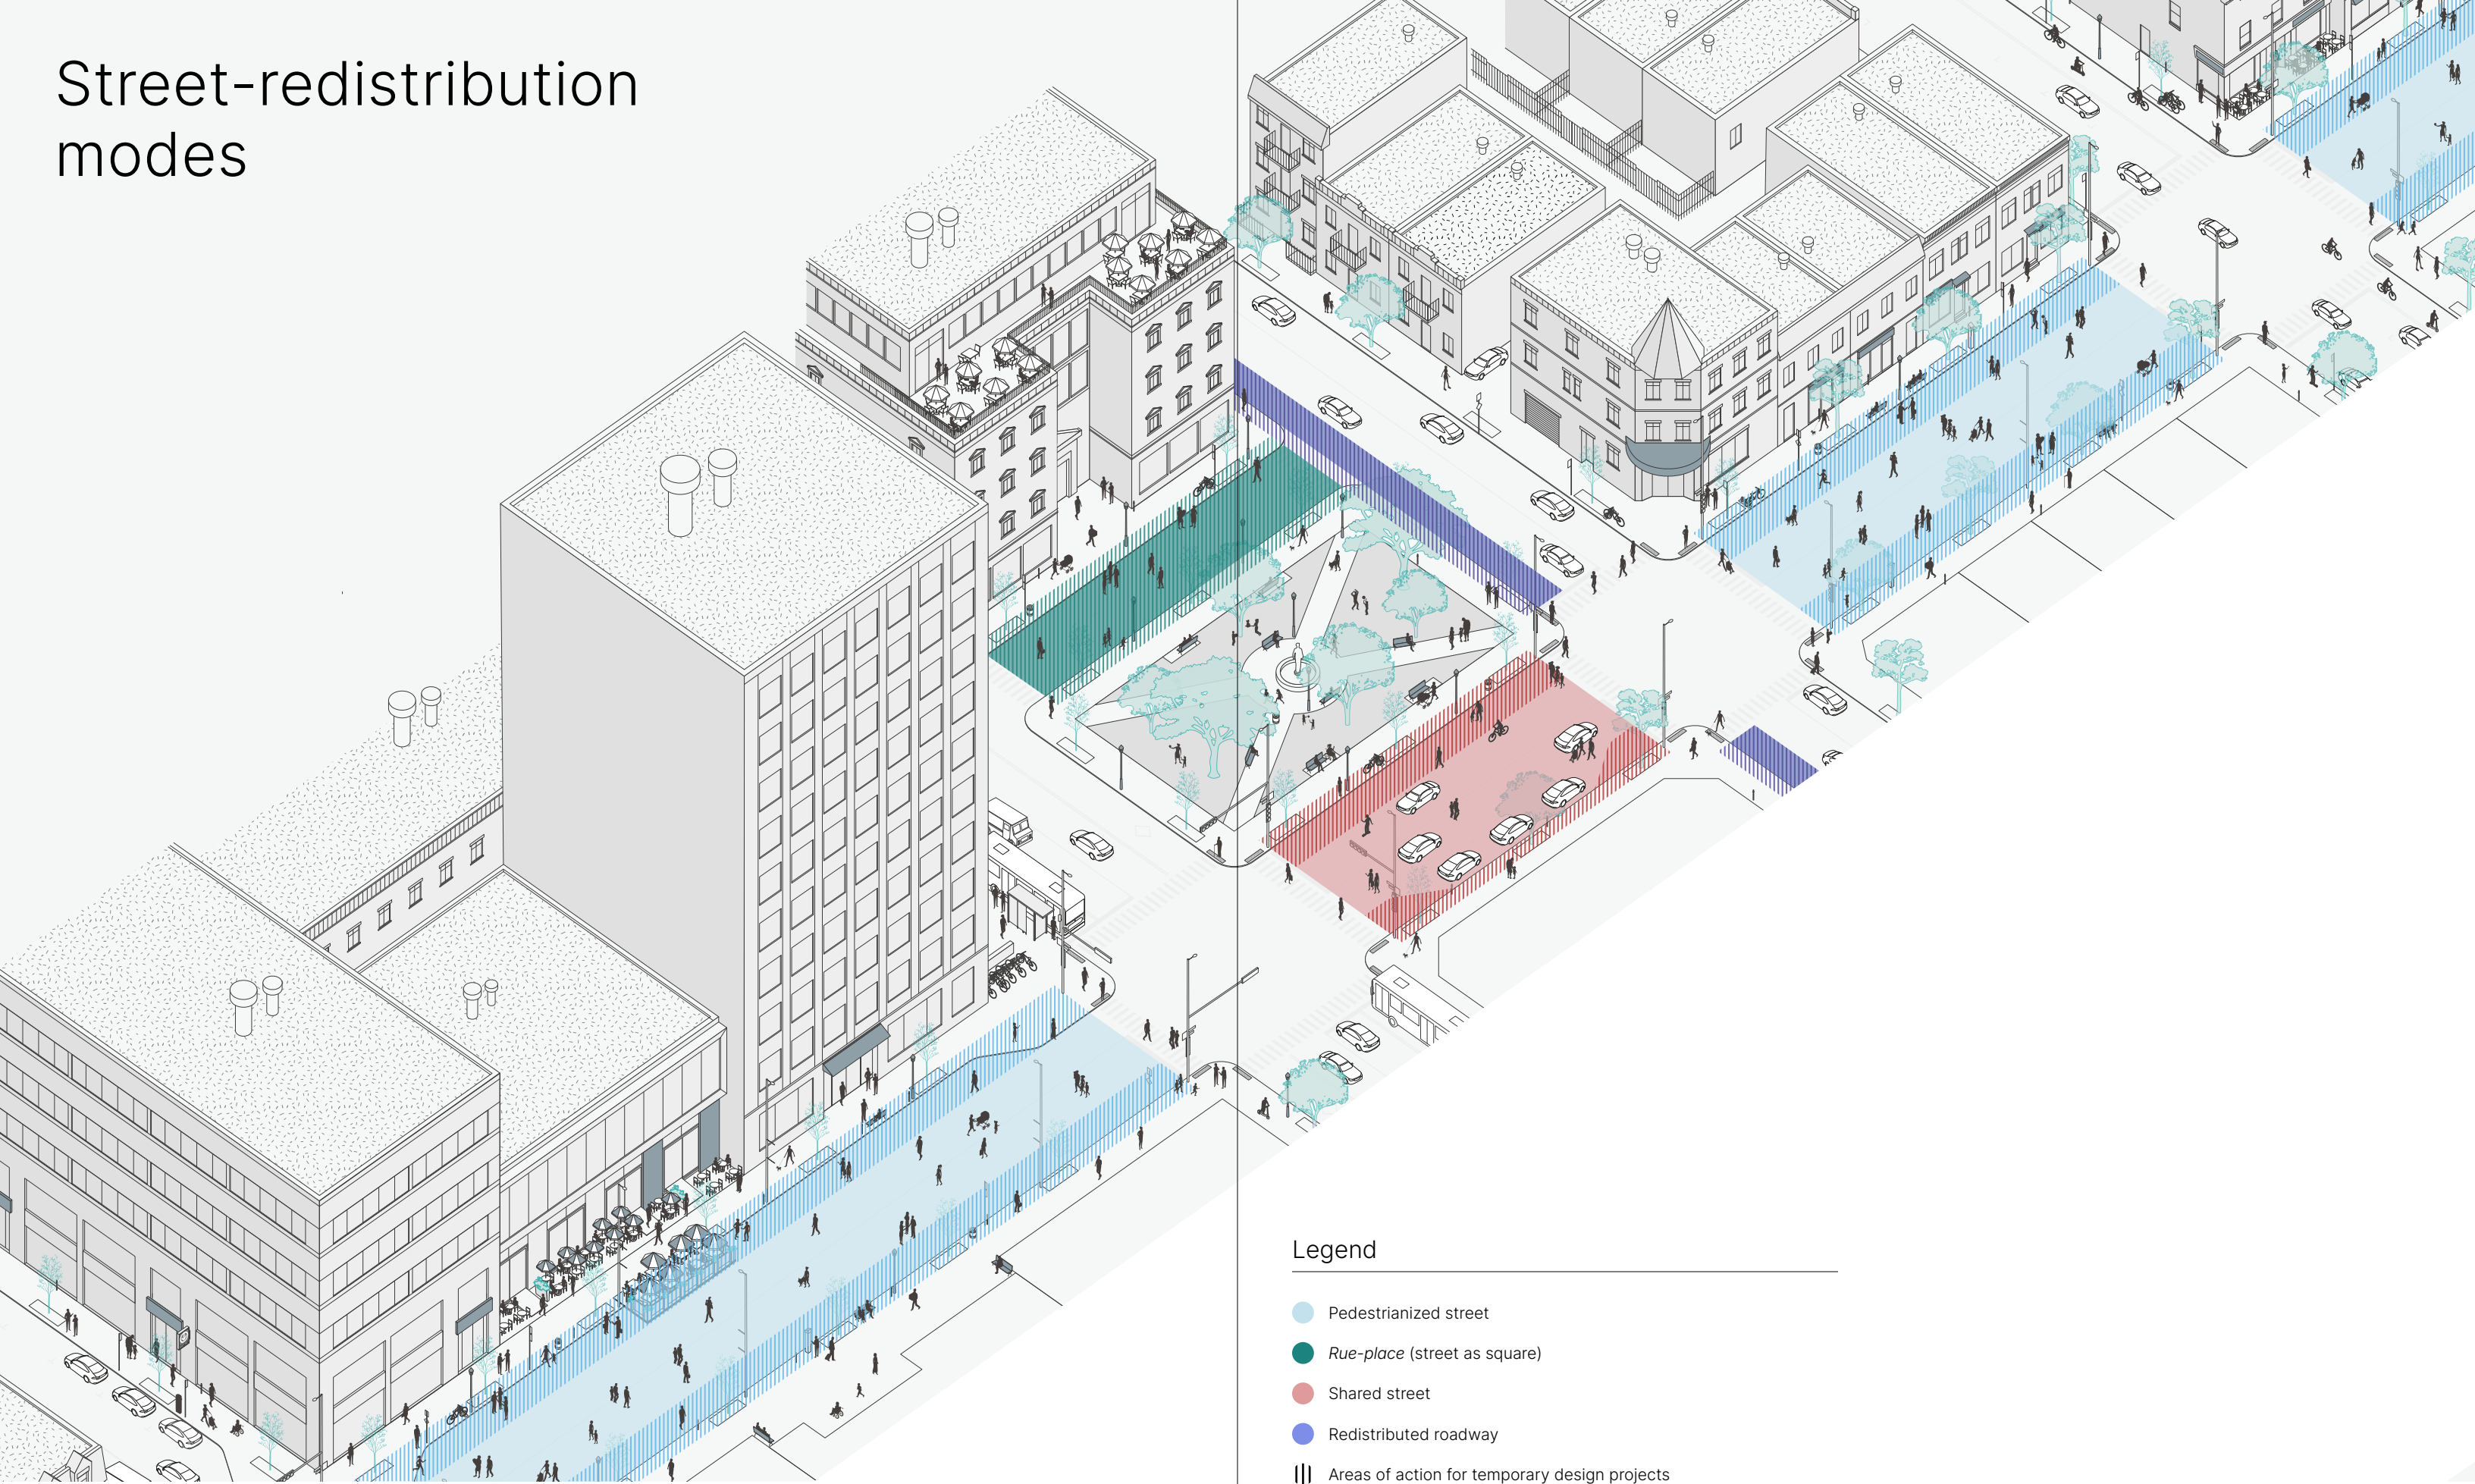 Street-redistribution
modes
Legend
Pedestrianized street
Rue-place (street as square)
Shared street
Redistributed roadway
Areas of action for temporary design projects